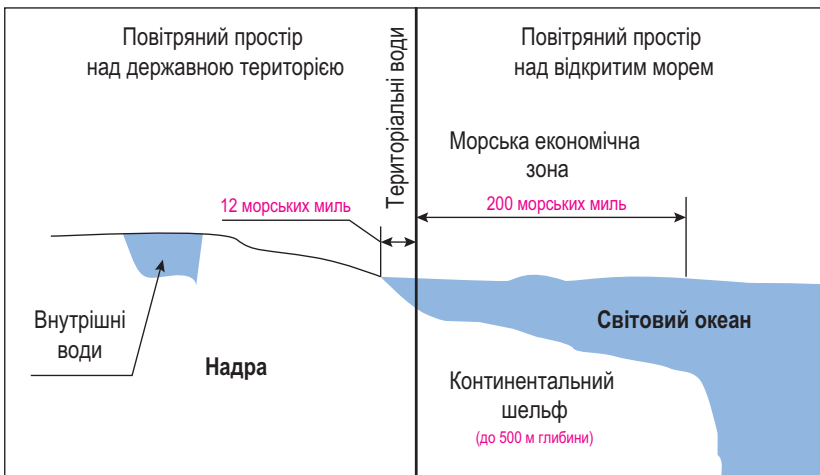 Повітряний простір
над державною територією
Територіальні води
Повітряний простір
над відкритим морем
Морська економічна
зона
12 морських миль
200 морських миль
Внутрішні
води
Надра
Світовий океан
Континентальний
шельф
(до 500 м глибини)